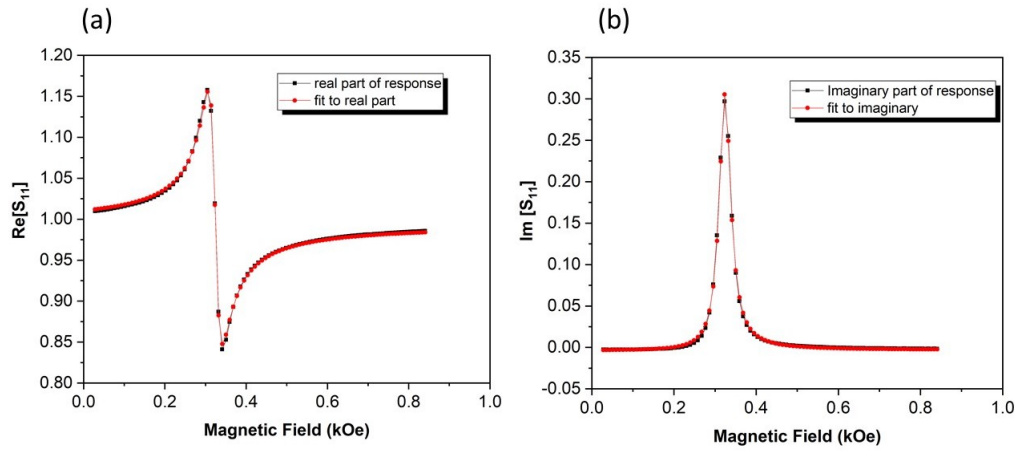 (a)
1.20
1.15
1.10
1.05
1.00
0.95
0.90
0.85
0.80
Re[S11]
real part of response
fit to real part
0.0 0.2 0.4 0.6 0.8 1.0
Magnetic Field (kOe)
(b)
0.35
0.30
0.25
0.20
0.15
0.10
0.05
0.00
-0.05
Im [S11]
Imaginary part of response
fit to imaginary
0.0 0.2 0.4 0.6 0.8 1.0
Magnetic Field (kOe)